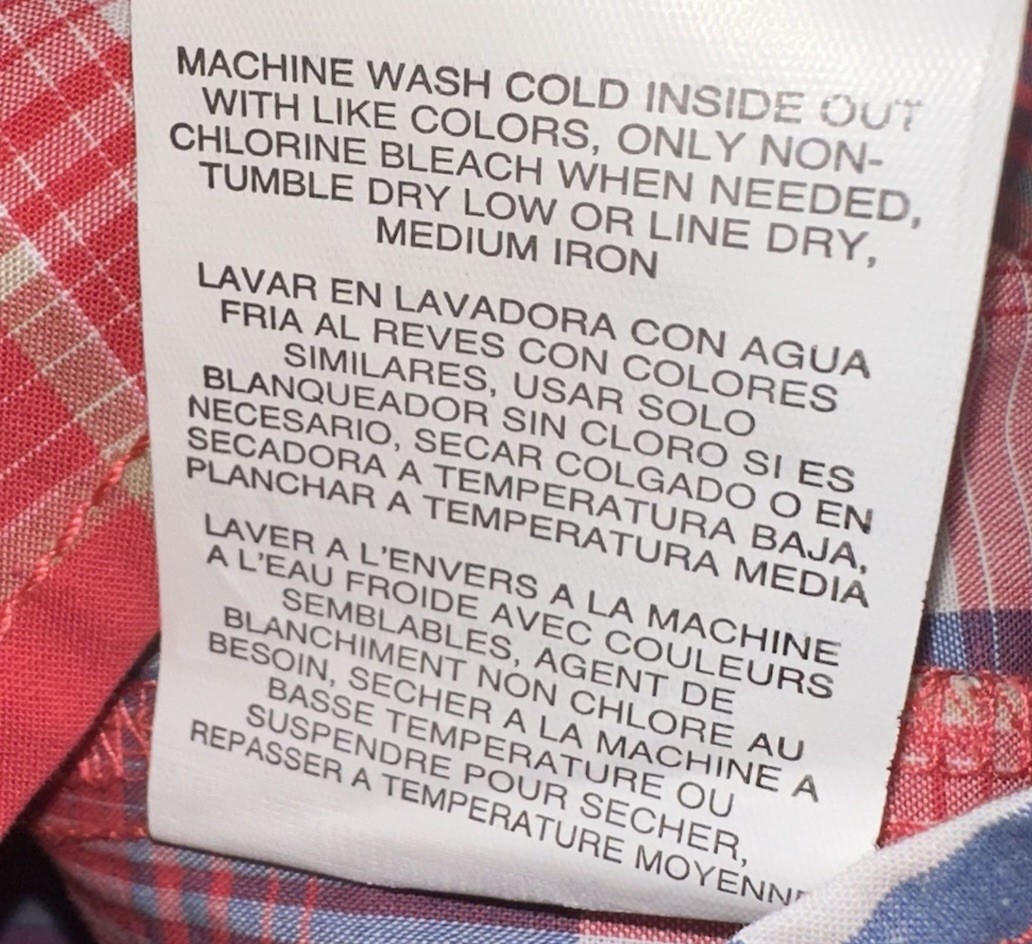 MACHINE WASH COLD INSIDE OUT
WITH LIKE COLORS, ONLY NON-
CHLORINE BLEACH WHEN NEEDED,
TUMBLE DRY LOW OR LINE DRY,
MEDIUM IRON
LAVAR EN LAVADORA CON AGUA
FRIA AL REVES CON COLORES
SIMILARES, USAR SOLO
BLANQUEADOR SIN CLORO SI ES
NECESARIO, SECAR COLGADO O EN
SECADORA A TEMPERATURA BAJA,
PLANCHAR A TEMPERATURA MEDIA
LAVER A L'ENVERS A LA MACHINE
A L'EAU FROIDE AVEC COULEURS
SEMBLABLES, AGENT DE
BLANCHIMENT NON CHLORE AU
BESOIN, SECHER A LA MACHINE A
BASSE TEMPERATURE OU
SUSPENDRE POUR SECHER,
REPASSER A TEMPERATURE MOYENNE